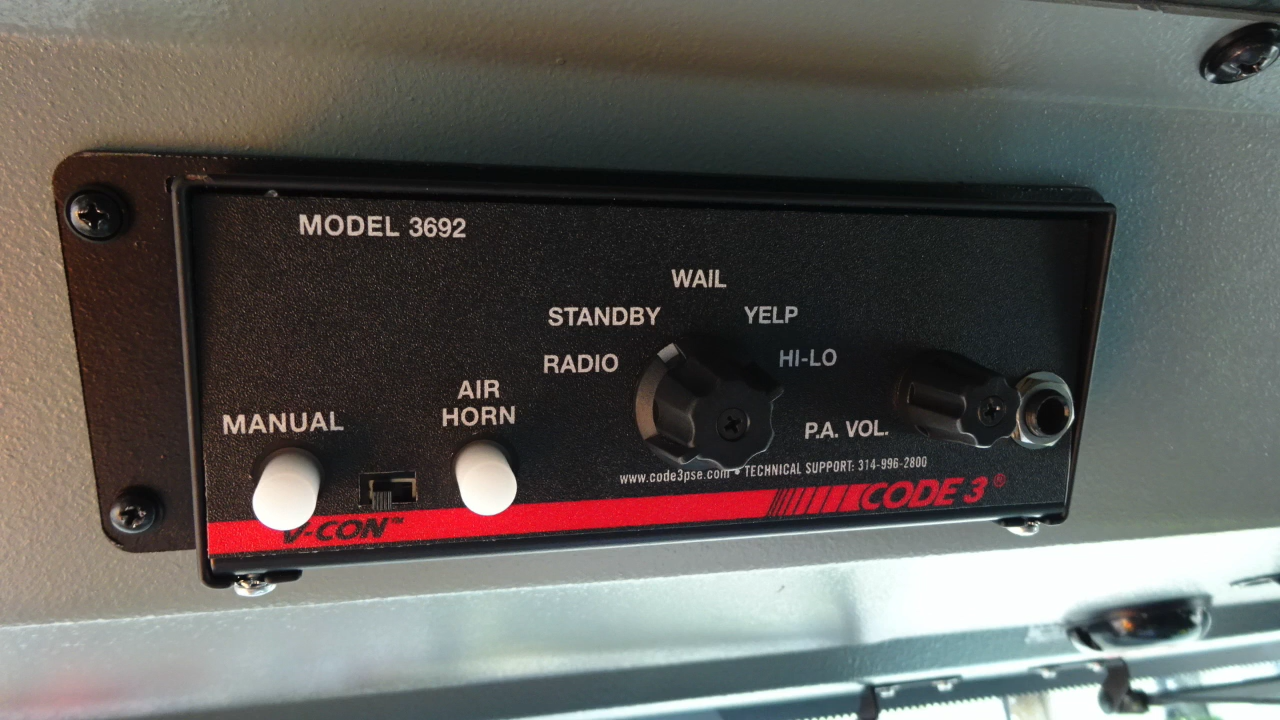 MODEL 3692
WAIL
STANDBY
YELP
RADIO
HI-LO
AIR
HORN
MANUAL
P.A. VOL.
www.code3pse.com • TECHNICAL SUPPORT: 314-996-2800
CODE 3®
V-CON™